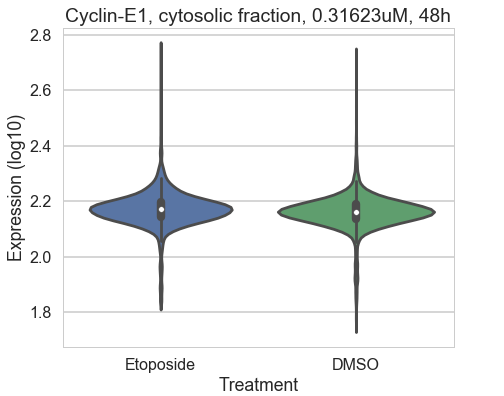 Cyclin-E1, cytosolic fraction, 0.31623uM, 48h
Expression (log10)
2.8
2.6
2.4
2.2
2.0
1.8
Etoposide DMSO
Treatment